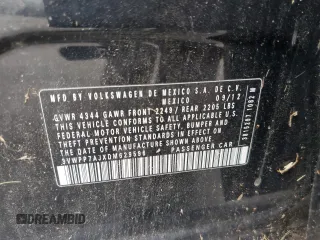 MFD. BY VOLKSWAGEN DE MEXICO S.A. DE C.V.
MEXICO 09/12
GVWR 4344 GAWR FRONT 2249 / REAR 2205 LBS
THIS VEHICLE CONFORMS TO ALL APPLICABLE
FEDERAL MOTOR VEHICLE SAFETY, BUMPER AND
THEFT PREVENTION STANDARDS IN EFFECT ON THE
DATE OF MANUFACTURE SHOWN ABOVE.
PASSENGER CAR
DREAMBID